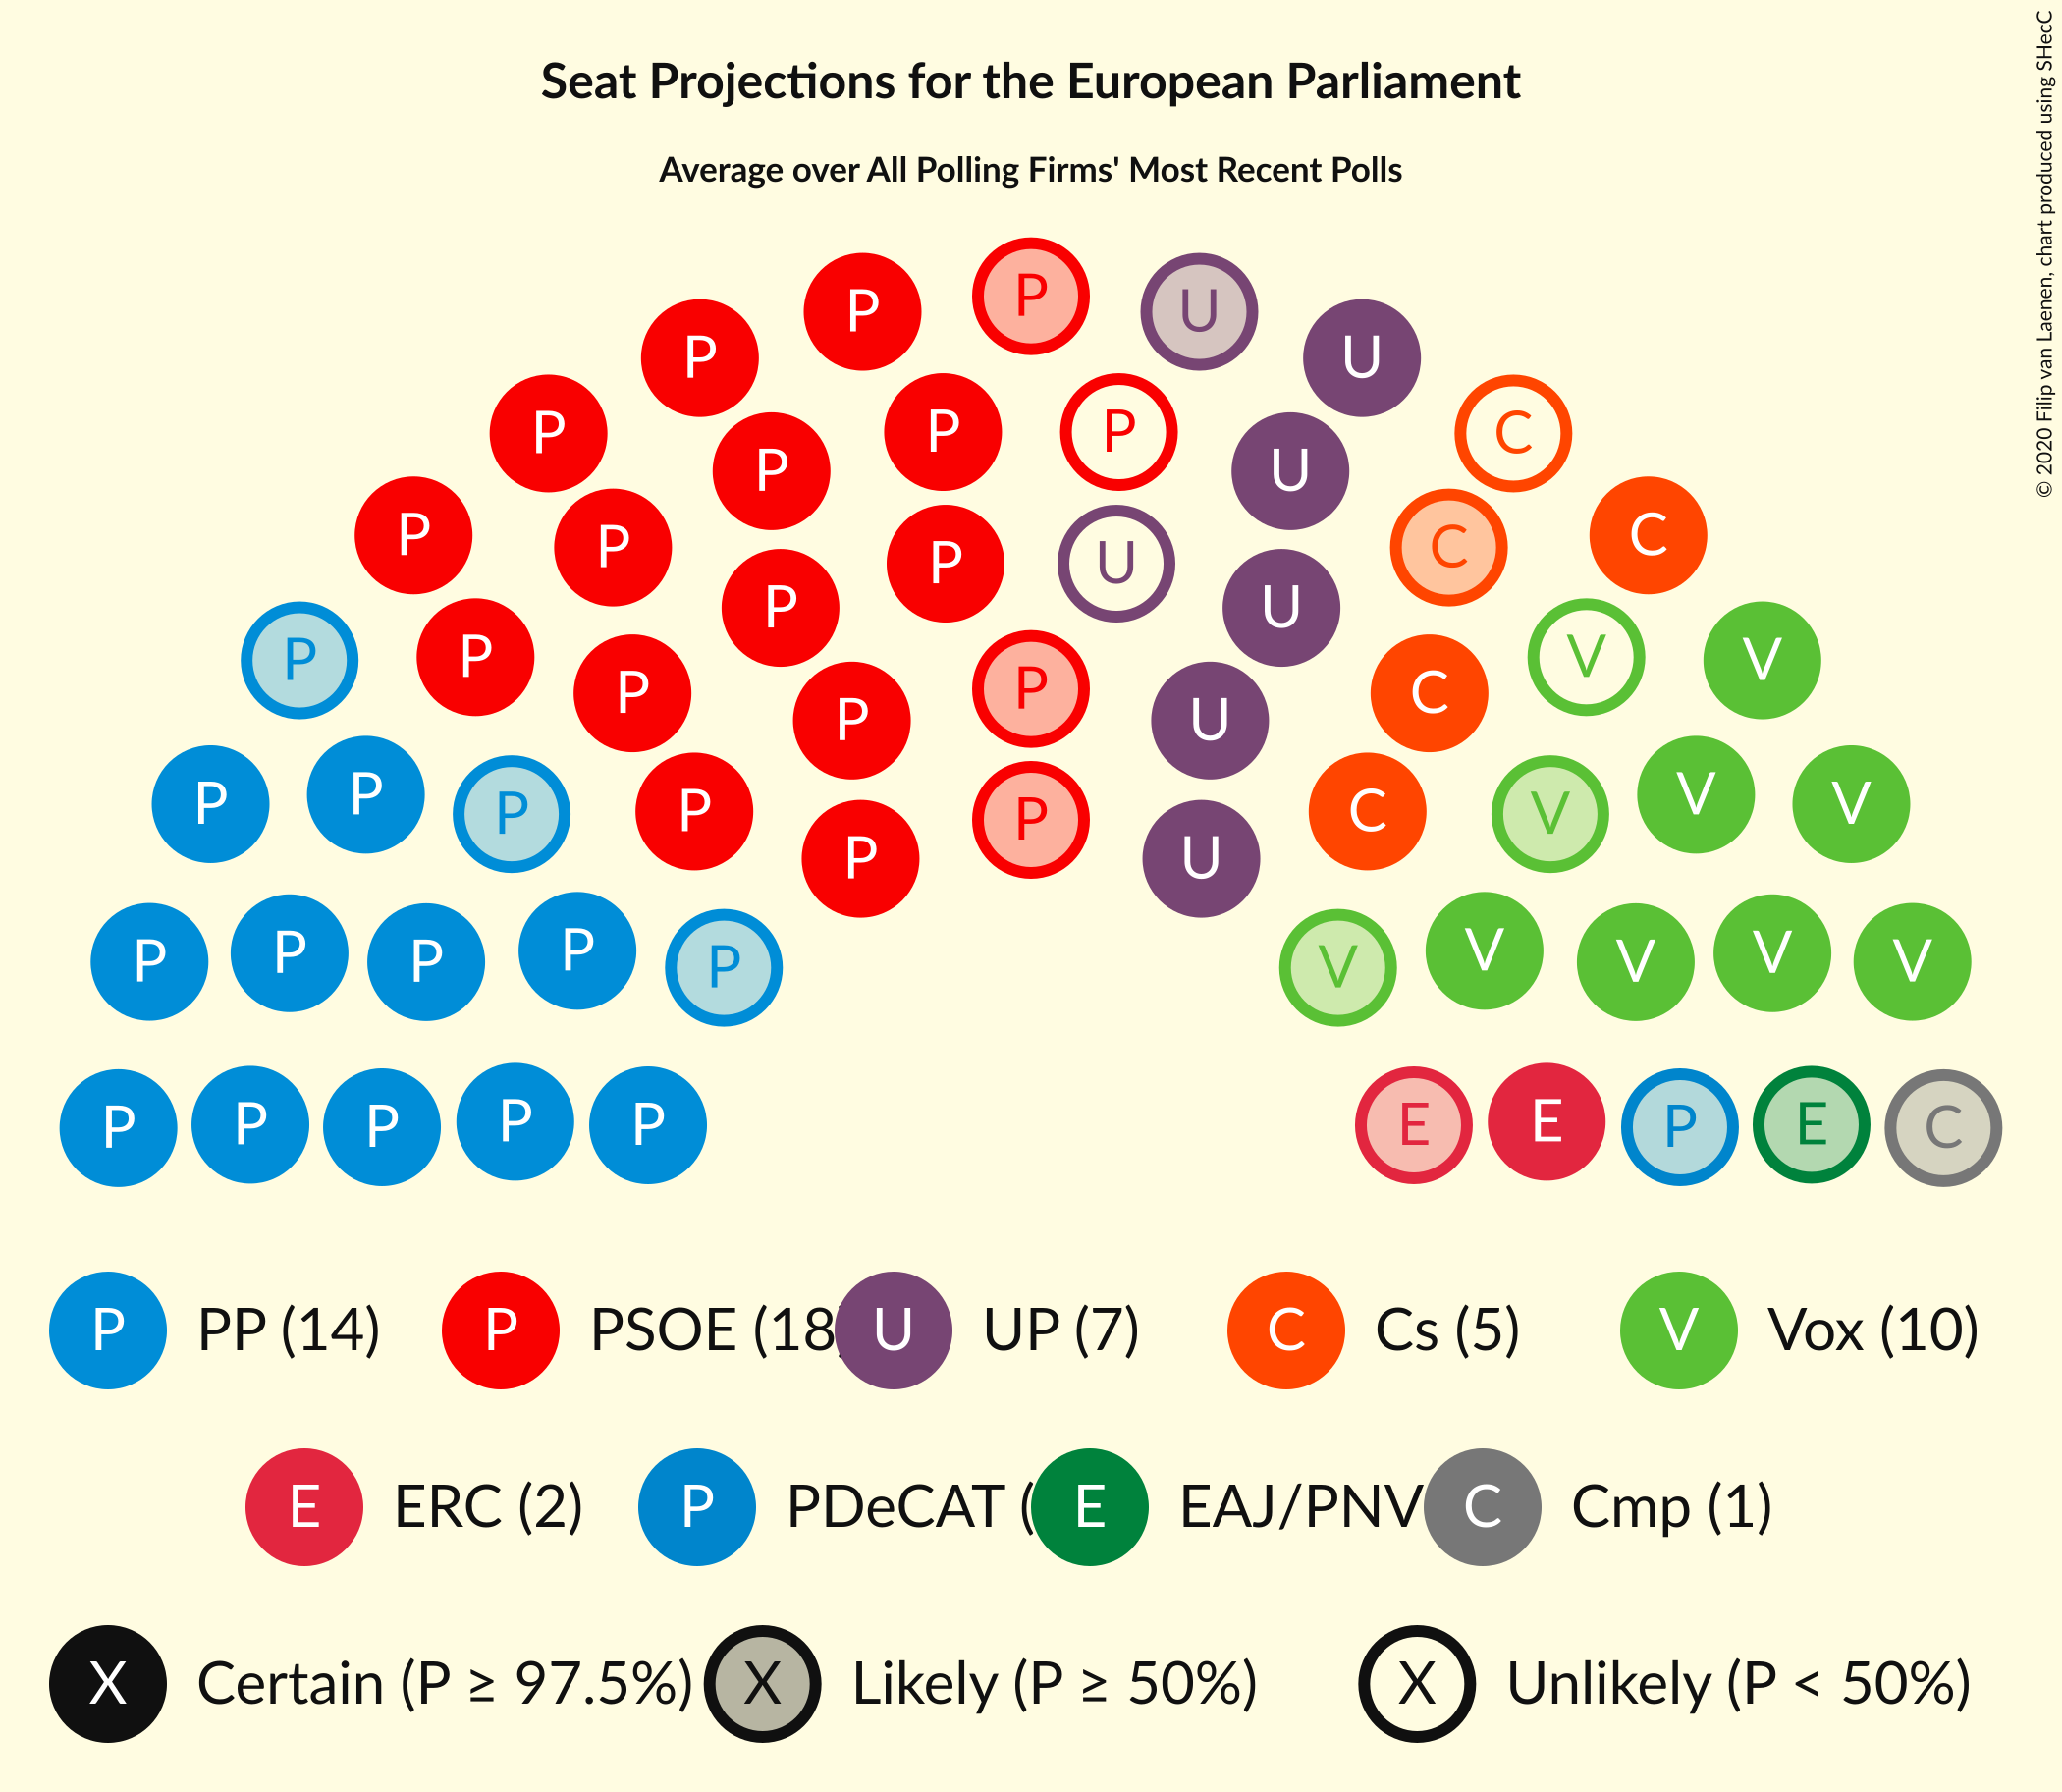 © 2020 Filip van Laenen, chart produced using SHecC
Seat Projections for the European Parliament
Average over All Polling Firms' Most Recent Polls
P
P U
P U
P P P C
P U
P C
P C
P U
P U
P P V V
P P C
P U
P P P P P C V V V
P U
P P P P P V V V V V
P P P P P E E P E C
P PP (14) P PSOE (18 U UP (7) C Cs (5) V Vox (10)
E ERC (2) P PDeCAT ( E EAJ/PNV C Cmp (1)
X Certain (P ≥ 97.5%) X Likely (P ≥ 50%) X Unlikely (P < 50%)